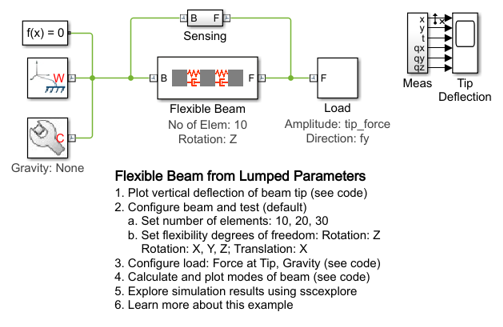 f(x) = 0
W
C
Gravity: None
B F
Sensing
B F
Flexible Beam
No of Elem: 10
Rotation: Z
F
Load
Amplitude: tip_force
Direction: fy
x
y
t
qx
qy
qz
Meas
x
Tip
Deflection
Flexible Beam from Lumped Parameters
1. Plot vertical deflection of beam tip (see code)
2. Configure beam and test (default)
a. Set number of elements: 10, 20, 30
b. Set flexibility degrees of freedom: Rotation: Z
Rotation: X, Y, Z; Translation: X
3. Configure load: Force at Tip, Gravity (see code)
4. Calculate and plot modes of beam (see code)
5. Explore simulation results using sscexplore
6. Learn more about this example